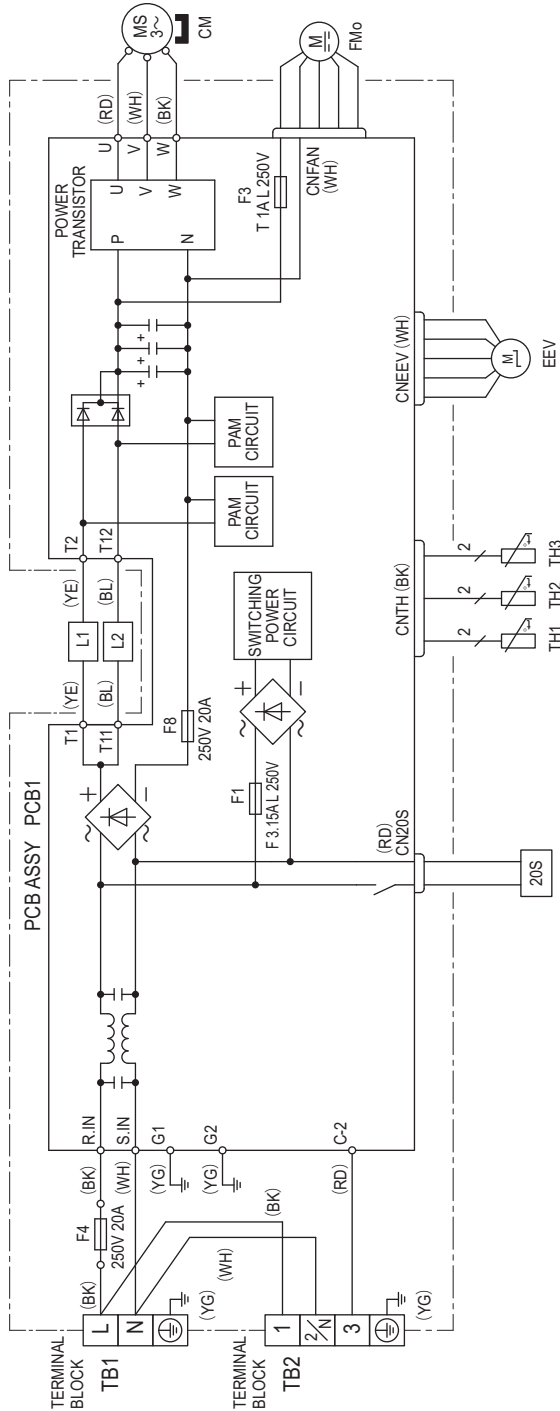 TERMINAL
BLOCK
TB1
L
N
(YG)
(BK)
F4
250V 20A
(BK)
(WH)
R.IN
S.IN
G1
(YG)
G2
(YG)
C-2
(RD)
(BK)
(WH)
TERMINAL
BLOCK
TB2
1
2/N
3
(YG)
PCB ASSY PCB1
~
+
~
−
T1
T11
(YE)
(BL)
L1
L2
(YE)
(BL)
T2
T12
F8
250V 20A
F1
F 3.15A L 250V
~
+
~
−
SWITCHING
POWER
CIRCUIT
(RD)
CN20S
20S
PAM
CIRCUIT
PAM
CIRCUIT
+
+
+
POWER
TRANSISTOR
P
N
U
V
W
U
V
W
(RD)
(WH)
(BK)
MS
3~
CM
F3
T 1A L 250V
CNFAN
(WH)
M
FMo
CNTH (BK)
2
2
2
TH1
TH2
TH3
t°
t°
t°
CNEEV (WH)
M
EEV